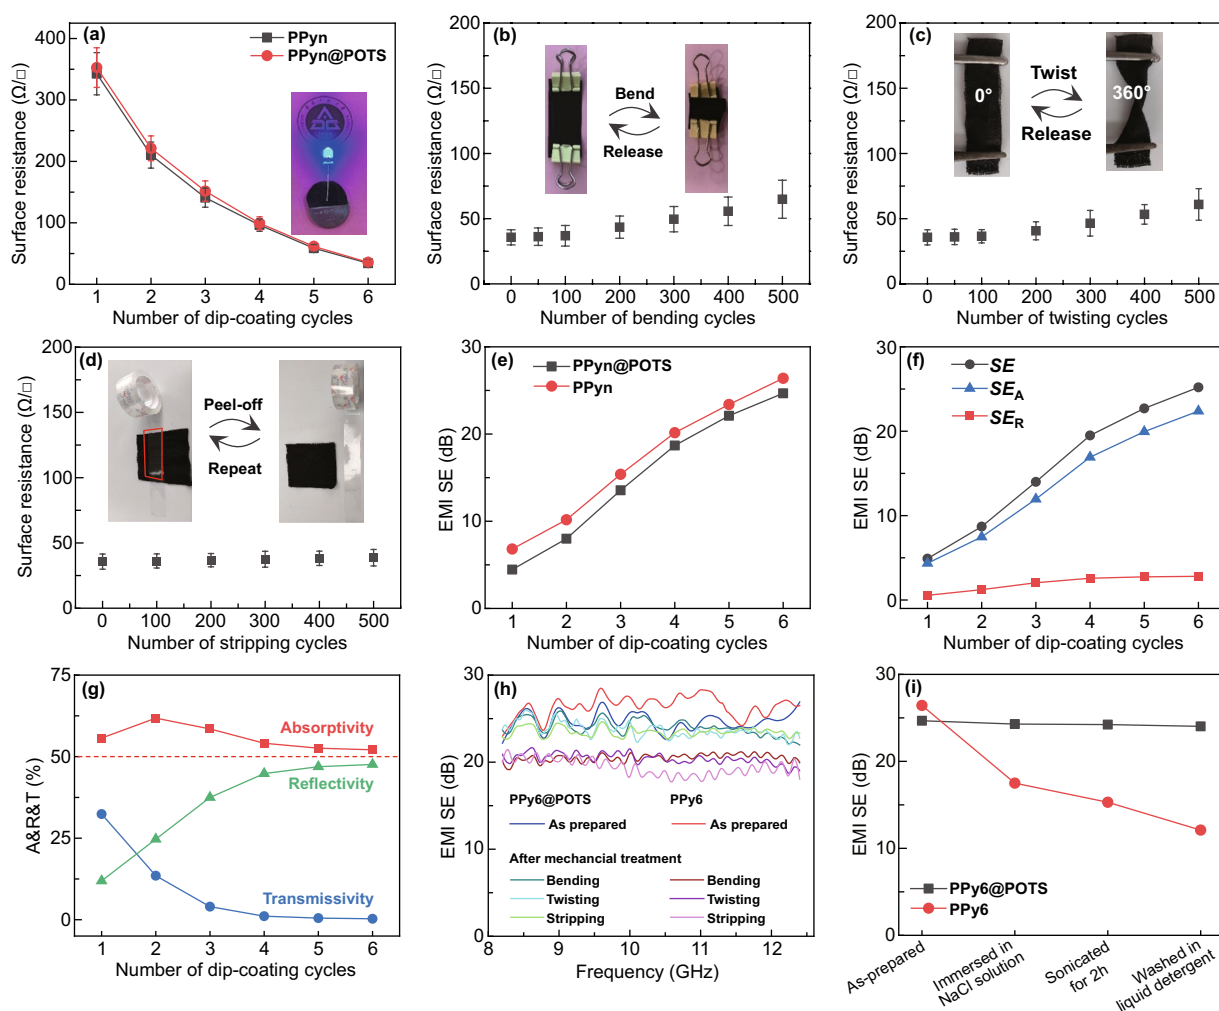 (a)
PPyn
PPyn@POTS
Surface resistance (Ω/□)
400
300
200
100
0
1 2 3 4 5 6
Number of dip-coating cycles
(b)
Bend
Release
Surface resistance (Ω/□)
200
150
100
50
0
0 100 200 300 400 500
Number of bending cycles
(c)
0°
Twist
Release
360°
Surface resistance (Ω/□)
200
150
100
50
0
0 100 200 300 400 500
Number of twisting cycles
(d)
Peel-off
Repeat
Surface resistance (Ω/□)
200
150
100
50
0
0 100 200 300 400 500
Number of stripping cycles
(e)
PPyn@POTS
PPyn
EMI SE (dB)
30
20
10
0
1 2 3 4 5 6
Number of dip-coating cycles
(f)
SE
SEA
SER
EMI SE (dB)
30
20
10
0
1 2 3 4 5 6
Number of dip-coating cycles
(g)
Absorptivity
Reflectivity
Transmissivity
A&R&T (%)
75
50
25
0
1 2 3 4 5 6
Number of dip-coating cycles
(h)
PPy6@POTS PPy6
As prepared As prepared
After mechancial treatment
Bending Bending
Twisting Twisting
Stripping Stripping
EMI SE (dB)
30
20
10
0
8 9 10 11 12
Frequency (GHz)
(i)
PPy6@POTS
PPy6
EMI SE (dB)
30
20
10
0
As-prepared
Immersed in
NaCl solution
Sonicated
for 2h
Washed in
liquid detergent